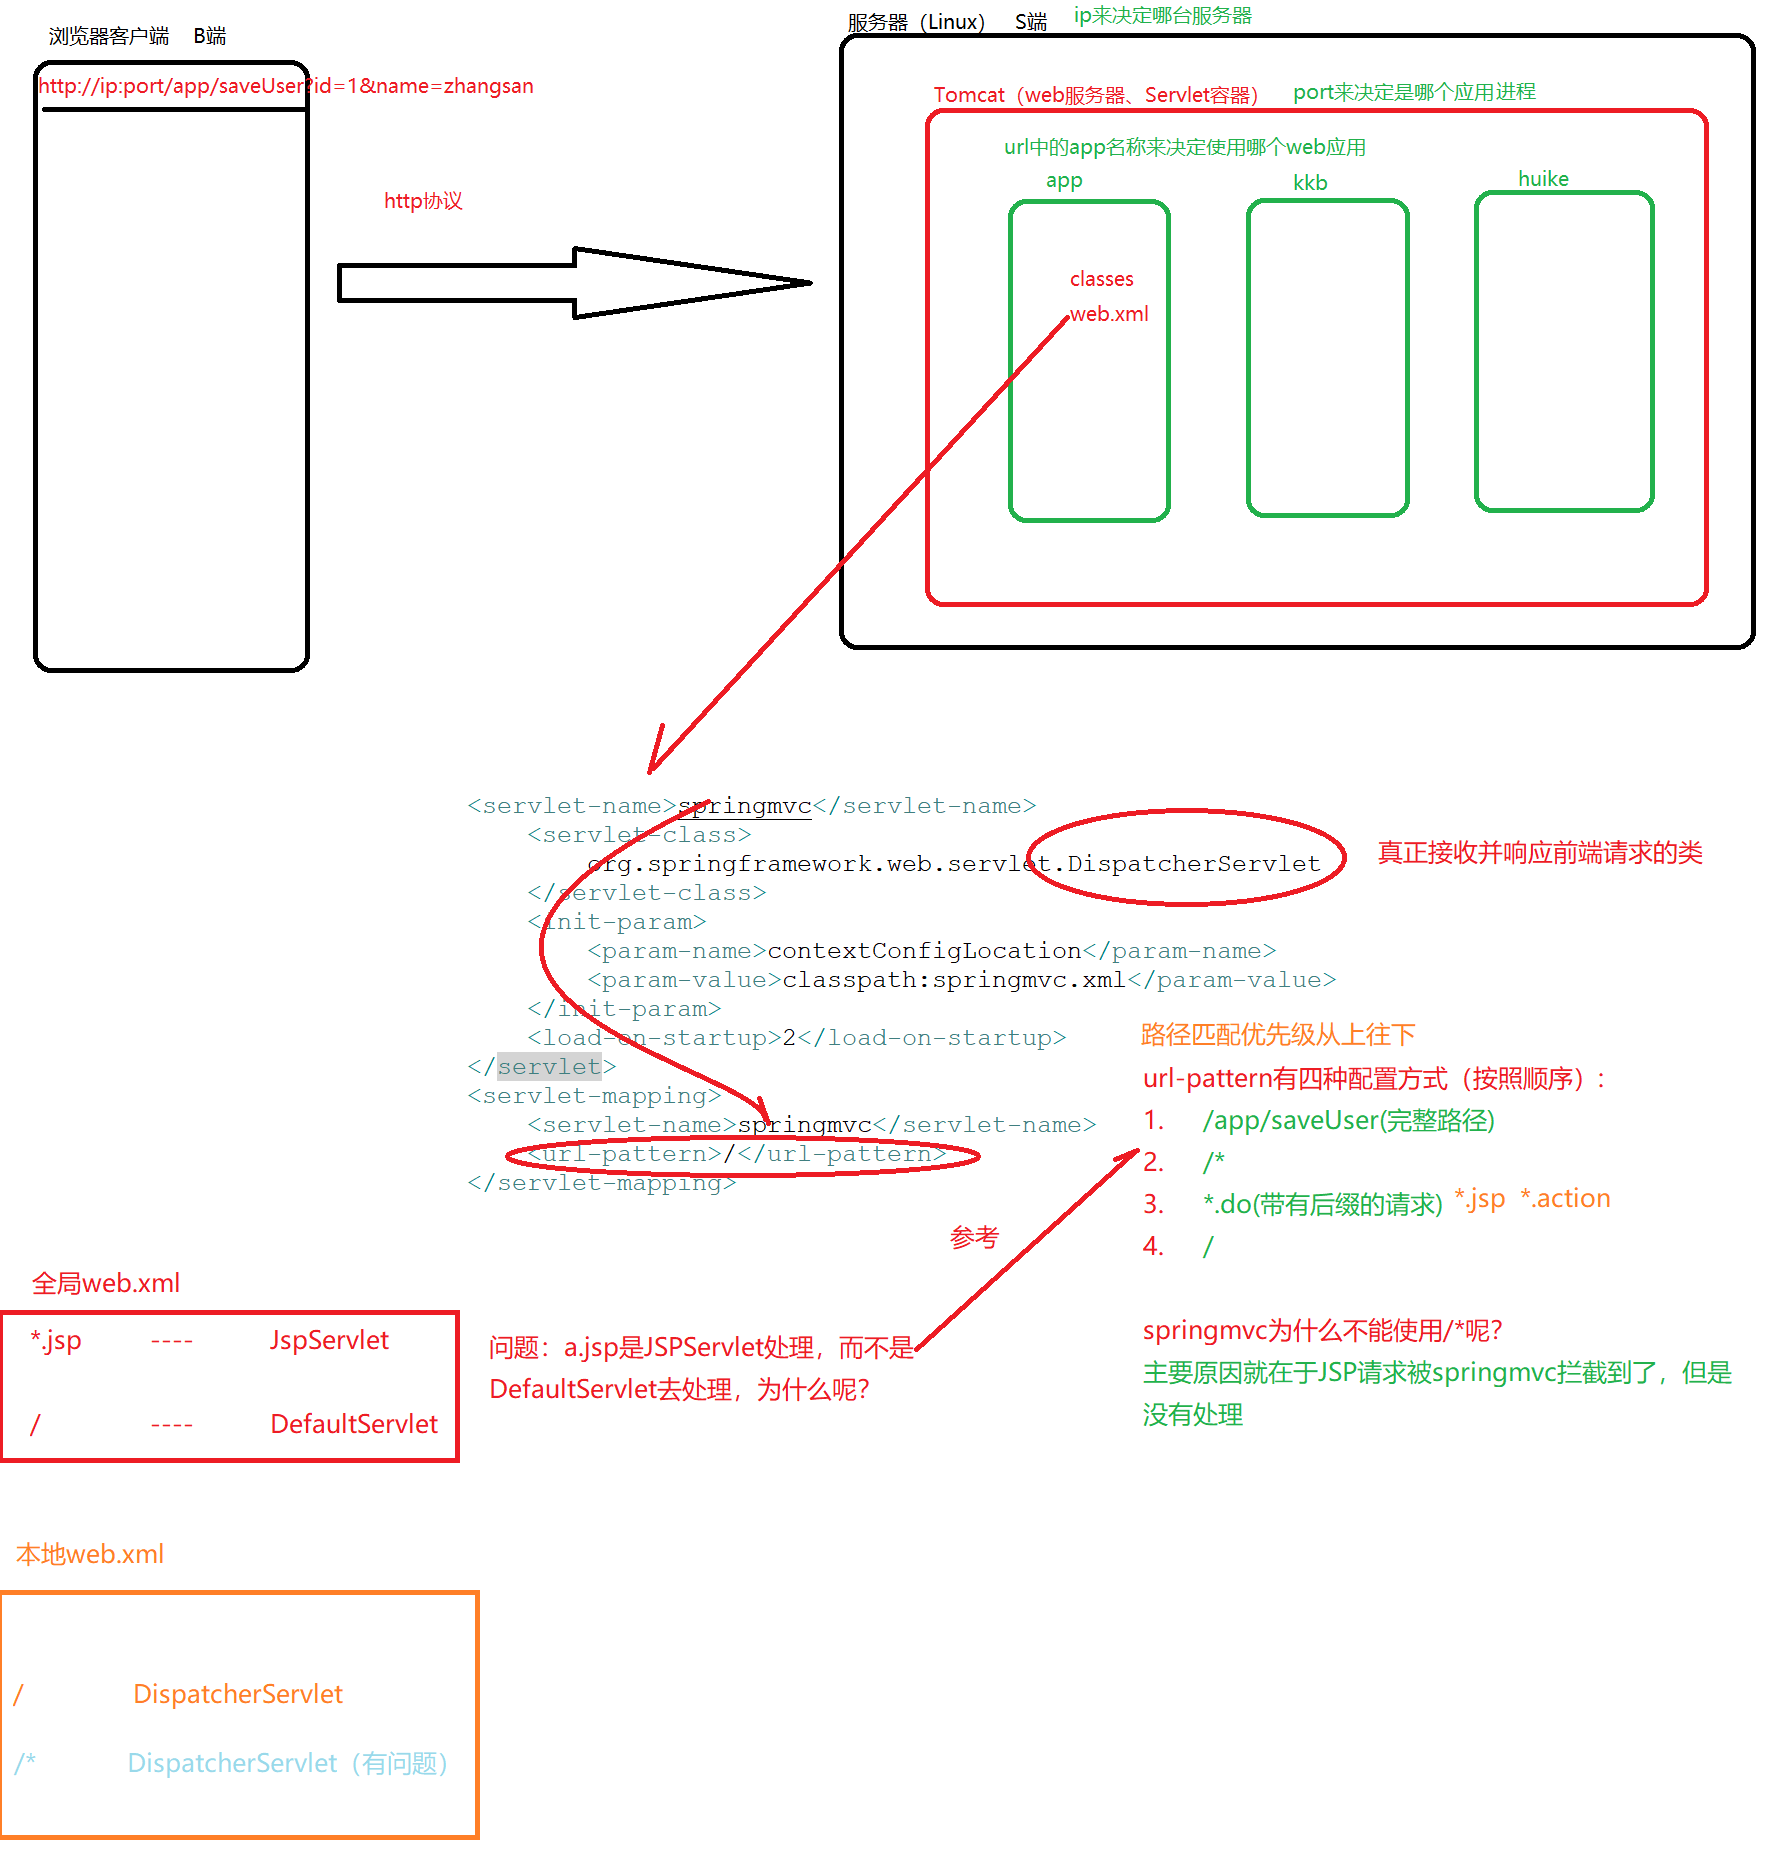 浏览器客户端 B端
http://ip:port/app/saveUser?id=1&name=zhangsan
http协议
服务器（Linux） S端
ip来决定哪台服务器
Tomcat（web服务器、Servlet容器）
port来决定是哪个应用进程
url中的app名称来决定使用哪个web应用
app
kkb
huike
classes
web.xml
<servlet-name>springmvc</servlet-name>
<servlet-class>
org.springframework.web.servlet.DispatcherServlet
</servlet-class>
<init-param>
<param-name>contextConfigLocation</param-name>
<param-value>classpath:springmvc.xml</param-value>
</init-param>
<load-on-startup>2</load-on-startup>
</servlet>
<servlet-mapping>
<servlet-name>springmvc</servlet-name>
<url-pattern>/</url-pattern>
</servlet-mapping>
真正接收并响应前端请求的类
路径匹配优先级从上往下
url-pattern有四种配置方式（按照顺序）：
1. /app/saveUser(完整路径)
2. /*
3. *.do(带有后缀的请求) *.jsp *.action
4. /
参考
全局web.xml
*.jsp ---- JspServlet
/ ---- DefaultServlet
问题：a.jsp是JSPServlet处理，而不是
DefaultServlet去处理，为什么呢？
springmvc为什么不能使用/*呢？
主要原因就在于JSP请求被springmvc拦截到了，但是
没有处理
本地web.xml
/ DispatcherServlet
/* DispatcherServlet（有问题）